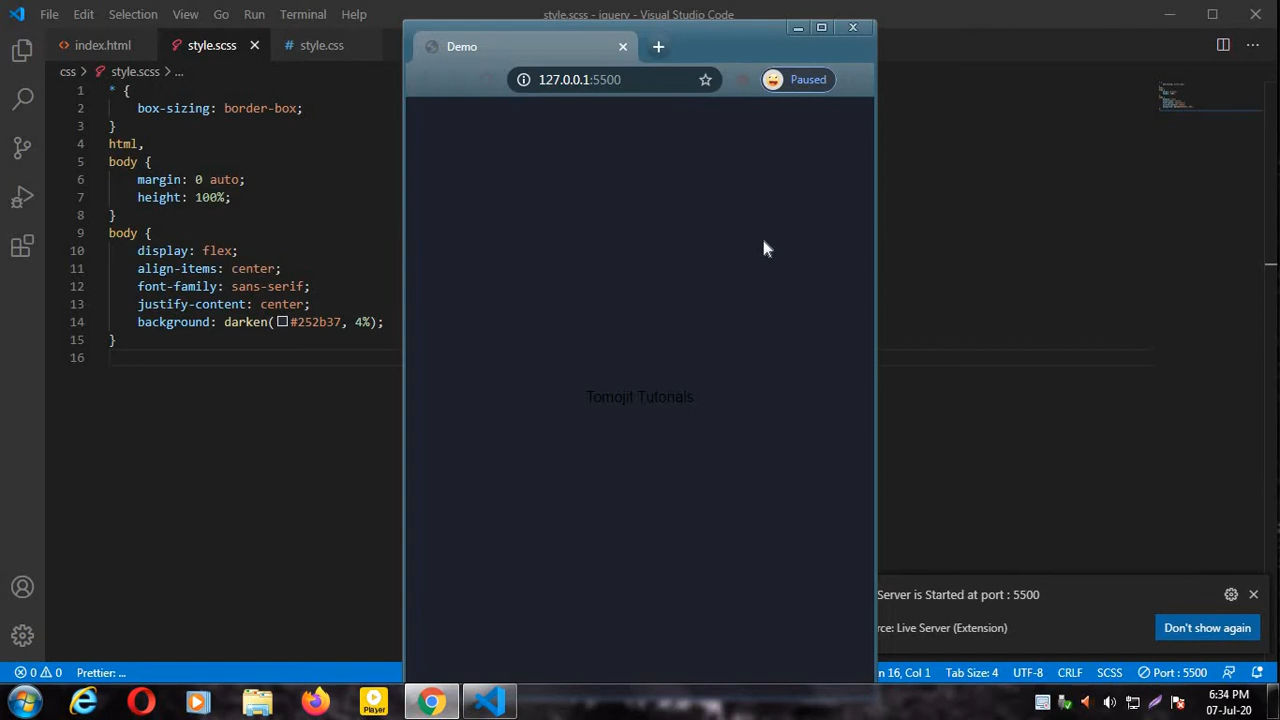 File Edit Selection View Go Run Terminal Help style.scss - jquery - Visual Studio Code
index.html style.scss style.css
css > style.scss > ...
1 * {
2 box-sizing: border-box;
3 }
4 html,
5 body {
6 margin: 0 auto;
7 height: 100%;
8 }
9 body {
10 display: flex;
11 align-items: center;
12 font-family: sans-serif;
13 justify-content: center;
14 background: darken(#252b37, 4%);
15 }
16
Demo
127.0.0.1:5500 Paused
Tomojit Tutorials
Server is Started at port : 5500
rce: Live Server (Extension)
Don't show again
0 0 Prettier: ... n 16, Col 1 Tab Size: 4 UTF-8 CRLF SCSS Port : 5500
Player
6:34 PM
07-Jul-20